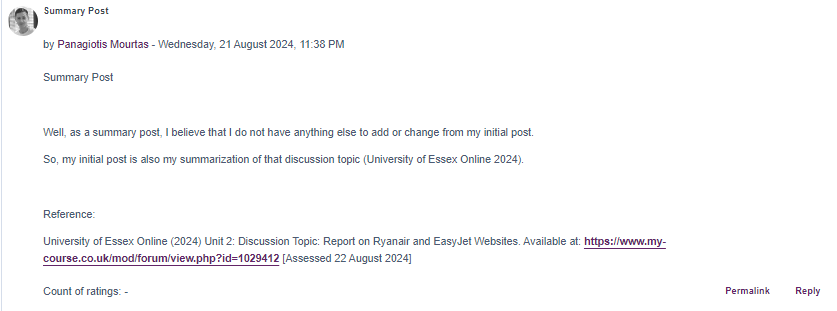 Summary Post
by Panagiotis Mourtas - Wednesday, 21 August 2024, 11:38 PM
Summary Post
Well, as a summary post, I believe that I do not have anything else to add or change from my initial post.
So, my initial post is also my summarization of that discussion topic (University of Essex Online 2024).
Reference:
University of Essex Online (2024) Unit 2: Discussion Topic: Report on Ryanair and EasyJet Websites. Available at: https://www.my-
course.co.uk/mod/forum/view.php?id=1029412 [Assessed 22 August 2024]
Count of ratings: -
Permalink Reply